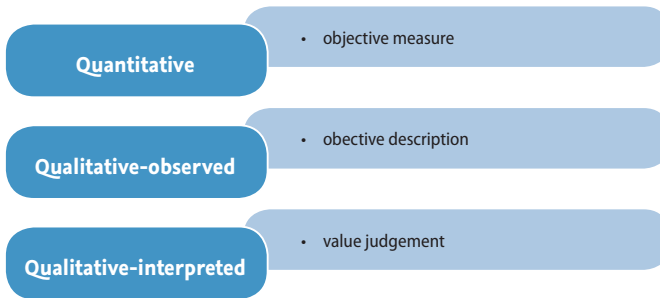 Quantitative
• objective measure
Qualitative-observed
• obective description
Qualitative-interpreted
• value judgement